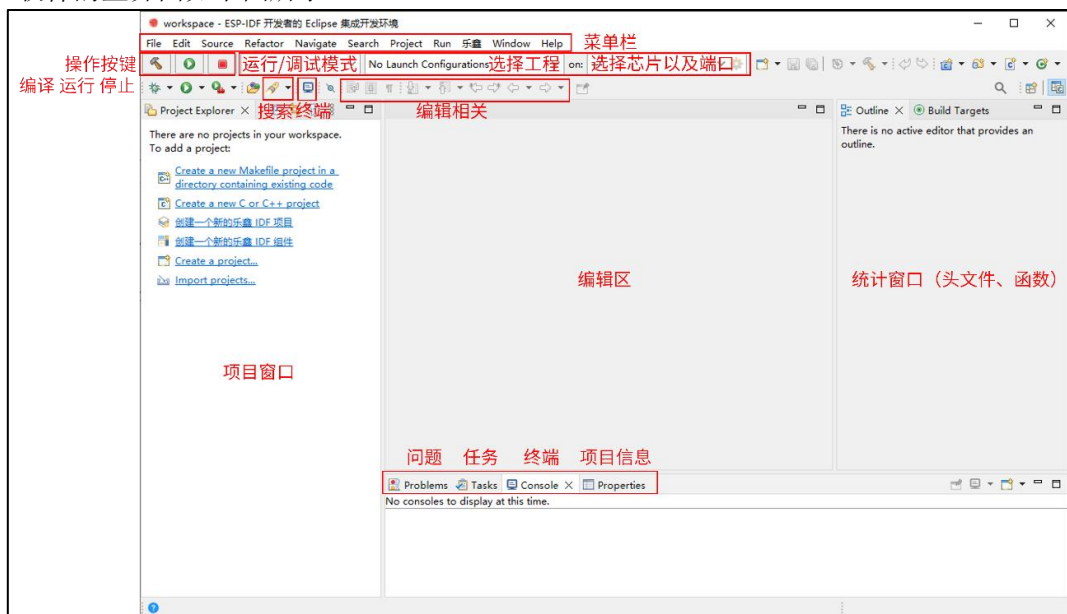 workspace - ESP-IDF 开发者的 Eclipse 集成开发环境
File Edit Source Refactor Navigate Search Project Run 乐鑫 Window Help 菜单栏
操作按键 运行/调试模式 No Launch Configurations 选择工程 on: 选择芯片以及端口
编译 运行 停止
Project Explorer 搜索 终端 编辑相关 Outline Build Targets
There are no projects in your workspace.
To add a project:
There is no active editor that provides an
outline.
Create a new Makefile project in a
directory containing existing code
Create a new C or C++ project
创建一个新的乐鑫 IDF 项目
创建一个新的乐鑫 IDF 组件
Create a project...
Import projects...
编辑区
统计窗口（头文件、函数）
项目窗口
问题 任务 终端 项目信息
Problems Tasks Console Properties
No consoles to display at this time.